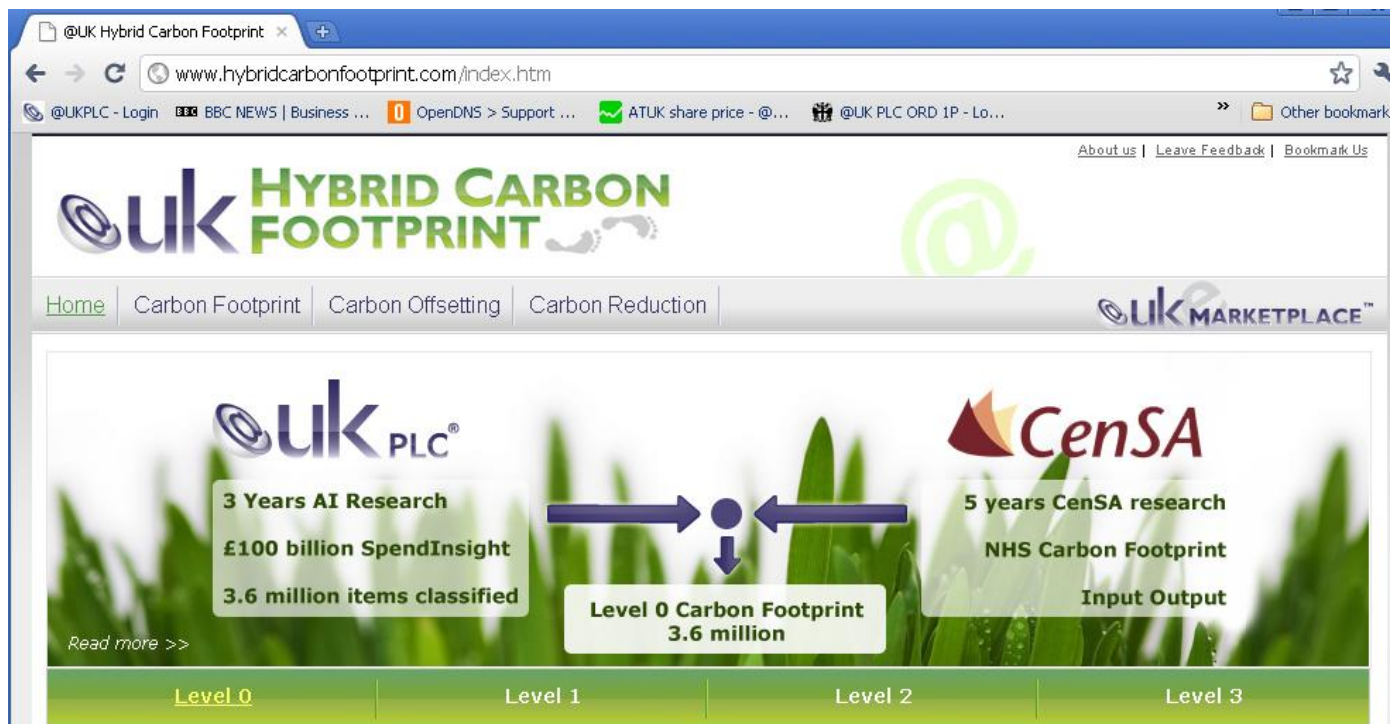 @UK Hybrid Carbon Footprint
www.hybridcarbonfootprint.com/index.htm
@UKPLC - Login BBC NEWS | Business ... OpenDNS > Support ... ATUK share price - @... @UK PLC ORD 1P - Lo... » Other bookmark
About us | Leave Feedback | Bookmark Us
@uk HYBRID CARBON
FOOTPRINT
Home Carbon Footprint Carbon Offsetting Carbon Reduction
@uk e MARKETPLACE™
@uk PLC®
3 Years AI Research
£100 billion SpendInsight
3.6 million items classified
CenSA
5 years CenSA research
NHS Carbon Footprint
Input Output
Level 0 Carbon Footprint
3.6 million
Read more >>
Level 0 Level 1 Level 2 Level 3